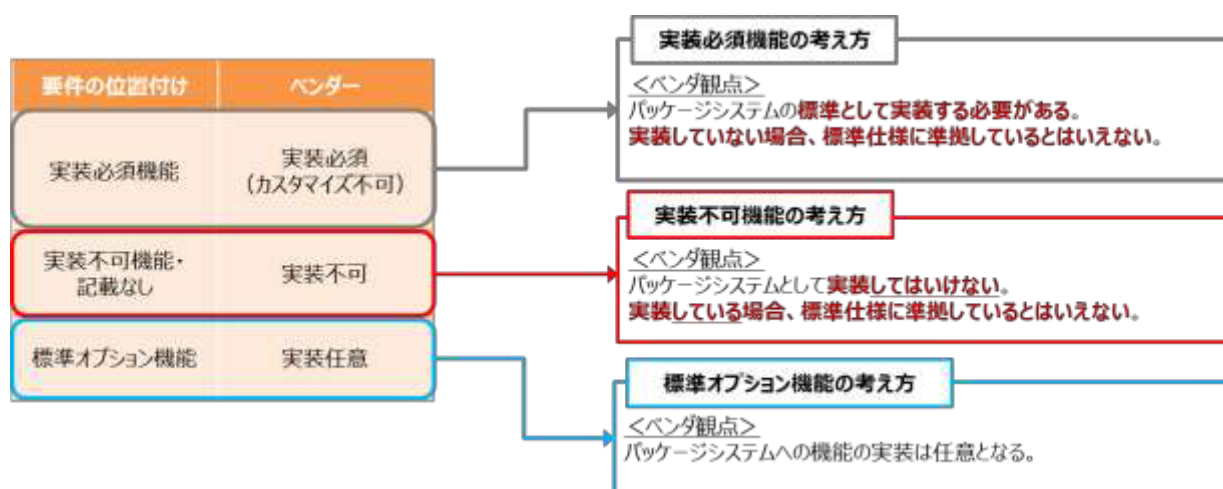 要件の位置付け ベンダー
実装必須機能
実装必須
(カスタマイズ不可)
実装不可機能・
記載なし
実装不可
標準オプション機能 実装任意
実装必須機能の考え方
<ベンダ観点>
パッケージシステムの標準として実装する必要がある。
実装していない場合、標準仕様に準拠しているとはいえない。
実装不可機能の考え方
<ベンダ観点>
パッケージシステムとして実装してはいけない。
実装している場合、標準仕様に準拠しているとはいえない。
標準オプション機能の考え方
<ベンダ観点>
パッケージシステムへの機能の実装は任意となる。